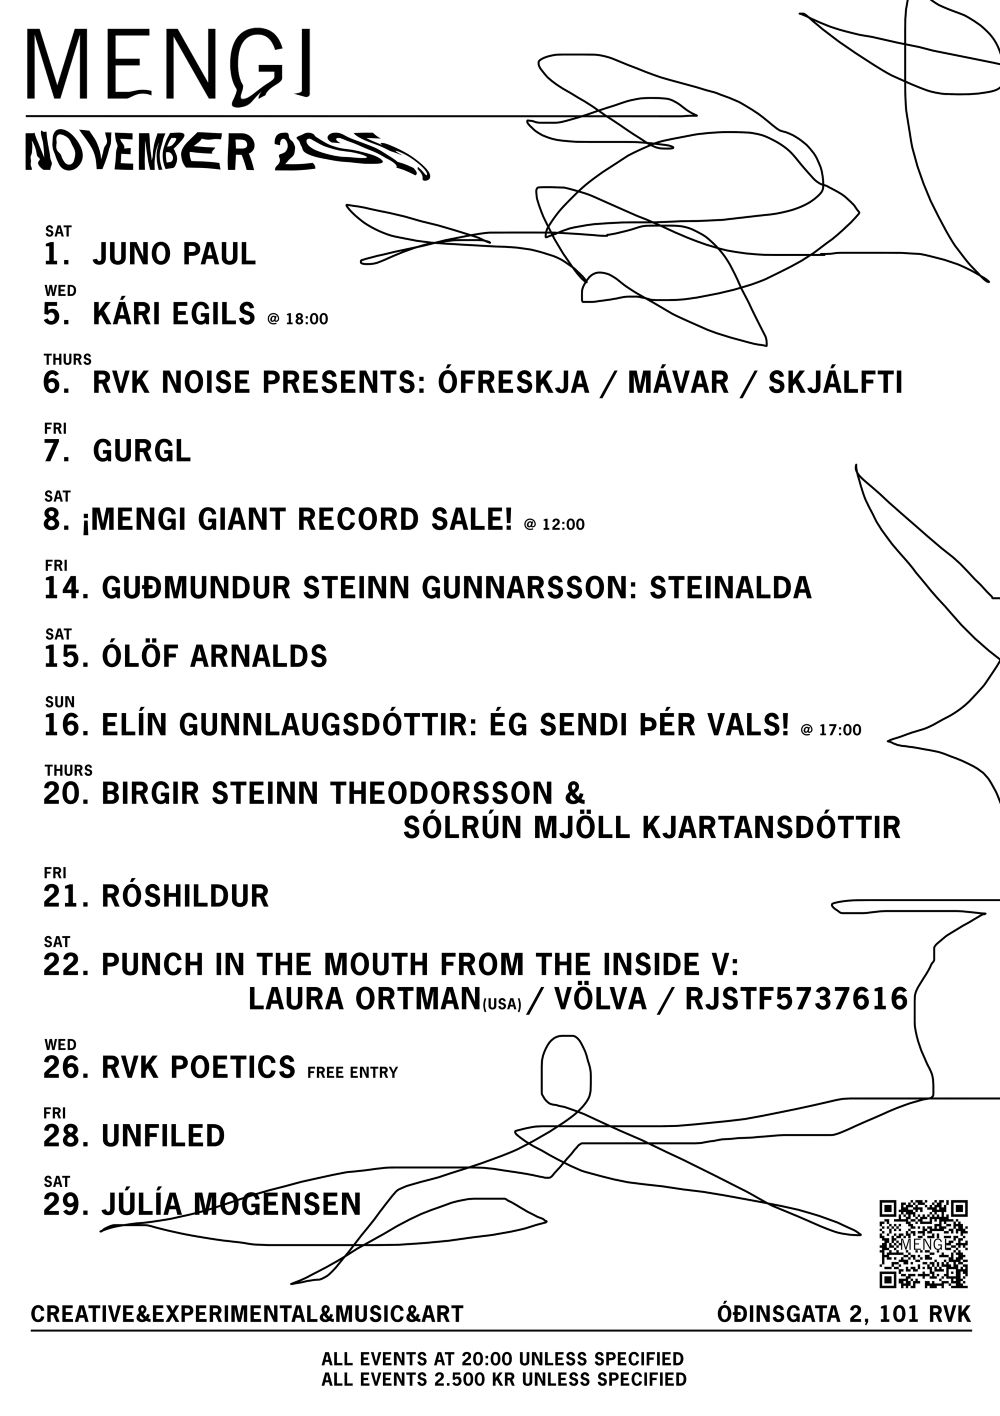 MENGI
NOVEMBER 2025
SAT
1. JUNO PAUL
WED
5. KÁRI EGILS @ 18:00
THURS
6. RVK NOISE PRESENTS: ÓFRESKJA / MÁVAR / SKJÁLFTI
FRI
7. GURGL
SAT
8. ¡MENGI GIANT RECORD SALE! @ 12:00
FRI
14. GUÐMUNDUR STEINN GUNNARSSON: STEINALDA
SAT
15. ÓLÖF ARNALDS
SUN
16. ELÍN GUNNLAUGSDÓTTIR: ÉG SENDI ÞÉR VALS! @ 17:00
THURS
20. BIRGIR STEINN THEODORSSON &
SÓLRÚN MJÖLL KJARTANSDÓTTIR
FRI
21. RÓSHILDUR
SAT
22. PUNCH IN THE MOUTH FROM THE INSIDE V:
LAURA ORTMAN(USA) / VÖLVA / RJSTF5737616
WED
26. RVK POETICS FREE ENTRY
FRI
28. UNFILED
SAT
29. JÚLÍA MOGENSEN
MENGI
CREATIVE&EXPERIMENTAL&MUSIC&ART
ÓÐINSGATA 2, 101 RVK
ALL EVENTS AT 20:00 UNLESS SPECIFIED
ALL EVENTS 2.500 KR UNLESS SPECIFIED